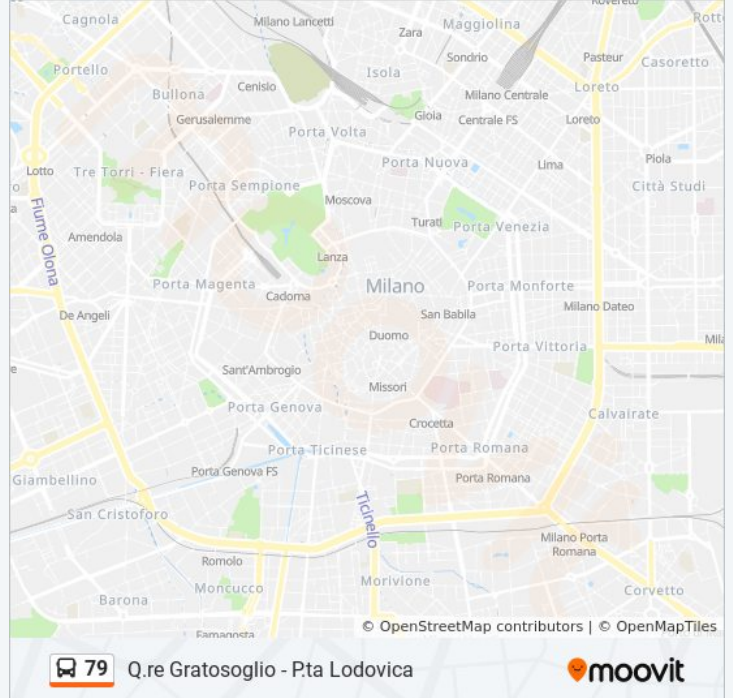 Rovereto
Cagnola
Milano Lancetti
Maggiolina
Rott
Zara
Sondrio
Pasteur
Casoretto
Portello
Isola
Bullona
Cenisio
Milano Centrale
Loreto
Gerusalemme
Gioia
Centrale FS
Loreto
Porta Volta
Lotto
Tre Torri - Fiera
Porta Nuova
Lima
Piola
Porta Sempione
Città Studi
o
Moscova
a
Fiume Olona
Turati
Porta Venezia
Amendola
Lanza
Porta Magenta
Cadorna
Milano
Porta Monforte
De Angeli
San Babila
Milano Dateo
Duomo
Porta Vittoria
Mila
e
Sant'Ambrogio
Missori
Porta Genova
Crocetta
Calvairate
Porta Ticinese
Porta Romana
Giambellino
Porta Genova FS
Porta Romana
San Cristoforo
Ticinello
Milano Porta
Romana
Romolo
Morivione
Moncucco
Corvetto
Barona
Famagosta
© OpenStreetMap contributors | © OpenMapTiles
79 Q.re Gratosoglio - P.ta Lodovica
moovit